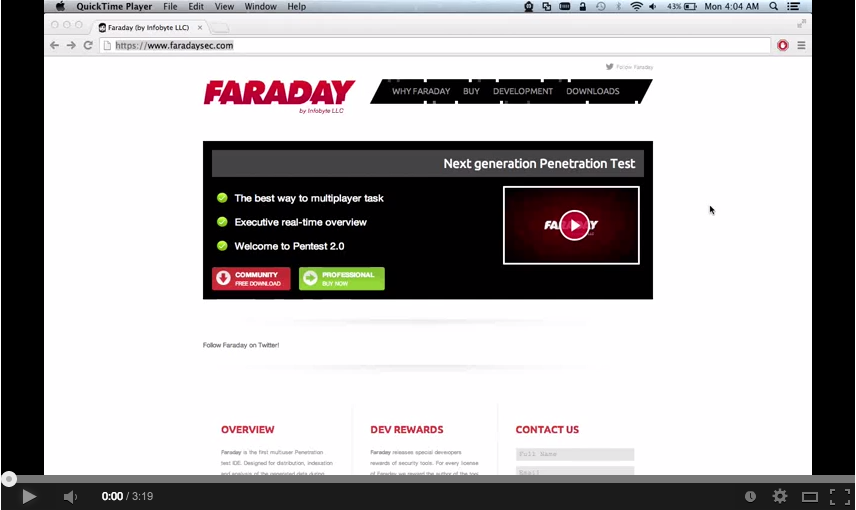 QuickTime Player File Edit View Window Help 43% Mon 4:04 AM
Faraday (by Infobyte LLC)
https://www.faradaysec.com
Follow Faraday
FARADAY
by Infobyte LLC
WHY FARADAY BUY DEVELOPMENT DOWNLOADS
Next generation Penetration Test
The best way to multiplayer task
Executive real-time overview
Welcome to Pentest 2.0
FARADAY
COMMUNITY
FREE DOWNLOAD
PROFESSIONAL
BUY NOW
Follow Faraday on Twitter!
OVERVIEW
Faraday is the first multiuser Penetration
test IDE. Designed for distribution, indexation
and analysis of the generated data during
DEV REWARDS
Faraday releases special developers
rewards of security tools. For every license
of Faraday we reward the author of the tool
CONTACT US
Full Name
Email
0:00 / 3:19